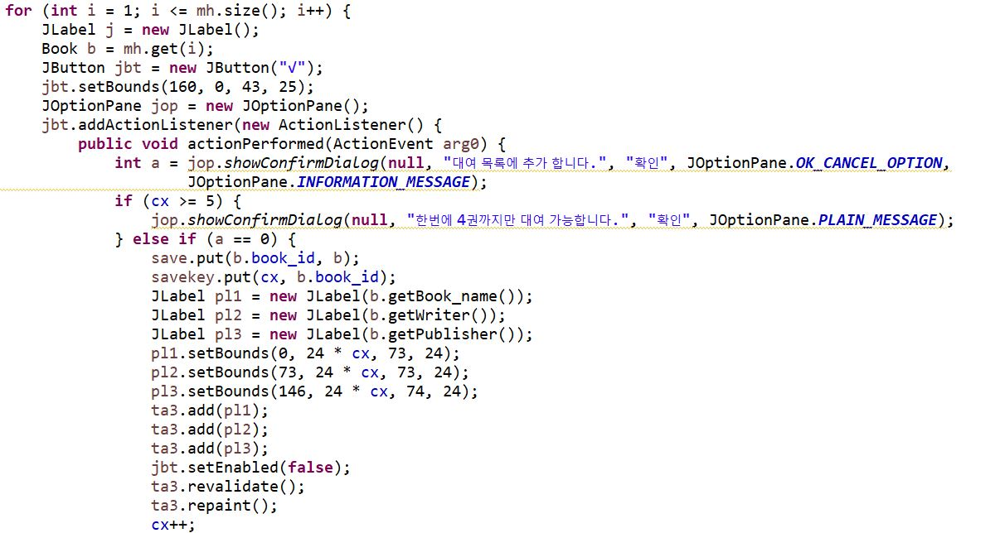 for (int i = 1; i <= mh.size(); i++) {
JLabel j = new JLabel();
Book b = mh.get(i);
JButton jbt = new JButton("√");
jbt.setBounds(160, 0, 43, 25);
JOptionPane jop = new JOptionPane();
jbt.addActionListener(new ActionListener() {
public void actionPerformed(ActionEvent arg0) {
int a = jop.showConfirmDialog(null, "대여 목록에 추가 합니다.", "확인", JOptionPane.OK_CANCEL_OPTION,
JOptionPane.INFORMATION_MESSAGE);
if (cx >= 5) {
jop.showConfirmDialog(null, "한번에 4권까지만 대여 가능합니다.", "확인", JOptionPane.PLAIN_MESSAGE);
} else if (a == 0) {
save.put(b.book_id, b);
savekey.put(cx, b.book_id);
JLabel pl1 = new JLabel(b.getBook_name());
JLabel pl2 = new JLabel(b.getWriter());
JLabel pl3 = new JLabel(b.getPublisher());
pl1.setBounds(0, 24 * cx, 73, 24);
pl2.setBounds(73, 24 * cx, 73, 24);
pl3.setBounds(146, 24 * cx, 74, 24);
ta3.add(pl1);
ta3.add(pl2);
ta3.add(pl3);
jbt.setEnabled(false);
ta3.revalidate();
ta3.repaint();
cx++;